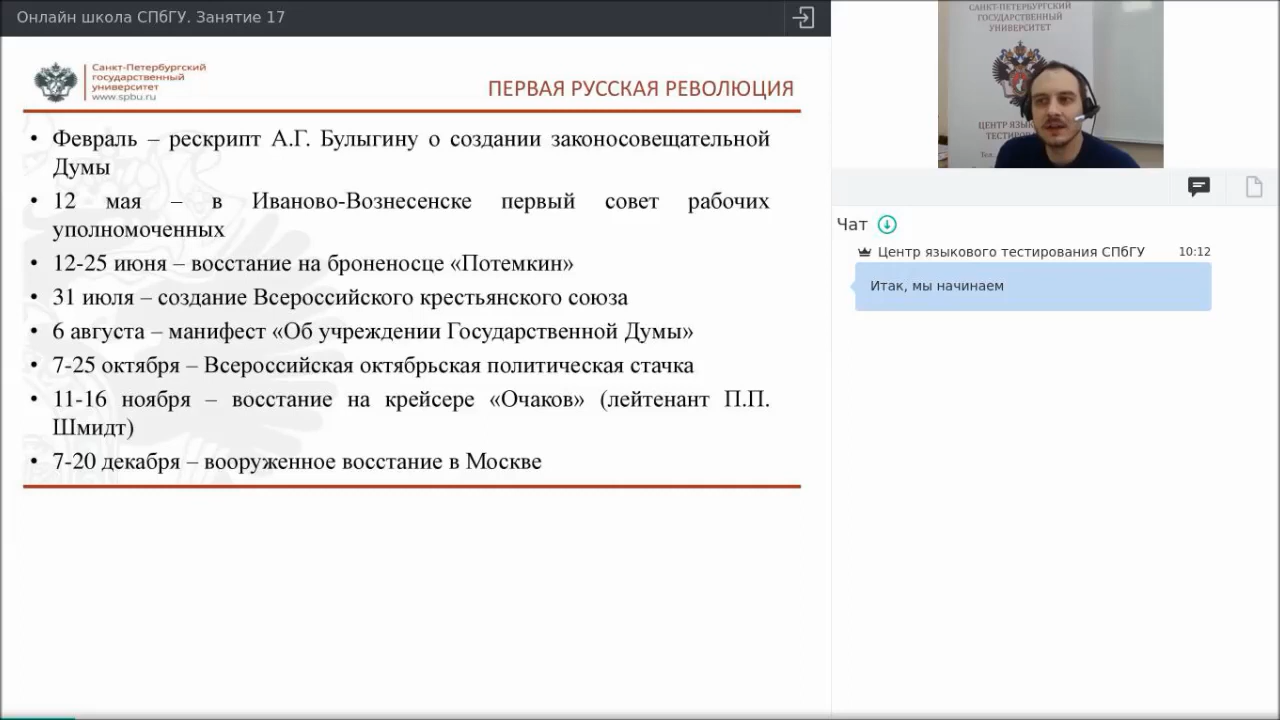 Онлайн школа СПбГУ. Занятие 17
Санкт-Петербургский
государственный
университет
www.spbu.ru
ПЕРВАЯ РУССКАЯ РЕВОЛЮЦИЯ
• Февраль – рескрипт А.Г. Булыгину о создании законосовещательной
Думы
• 12 мая – в Иваново-Вознесенске первый совет рабочих
уполномоченных
• 12-25 июня – восстание на броненосце «Потемкин»
• 31 июля – создание Всероссийского крестьянского союза
• 6 августа – манифест «Об учреждении Государственной Думы»
• 7-25 октября – Всероссийская октябрьская политическая стачка
• 11-16 ноября – восстание на крейсере «Очаков» (лейтенант П.П.
Шмидт)
• 7-20 декабря – вооруженное восстание в Москве
САНКТ-ПЕТЕРБУРГСКИЙ
ГОСУДАРСТВЕННЫЙ
УНИВЕРСИТЕТ
ЦЕНТР
Чат
Центр языкового тестирования СПбГУ 10:12
Итак, мы начинаем